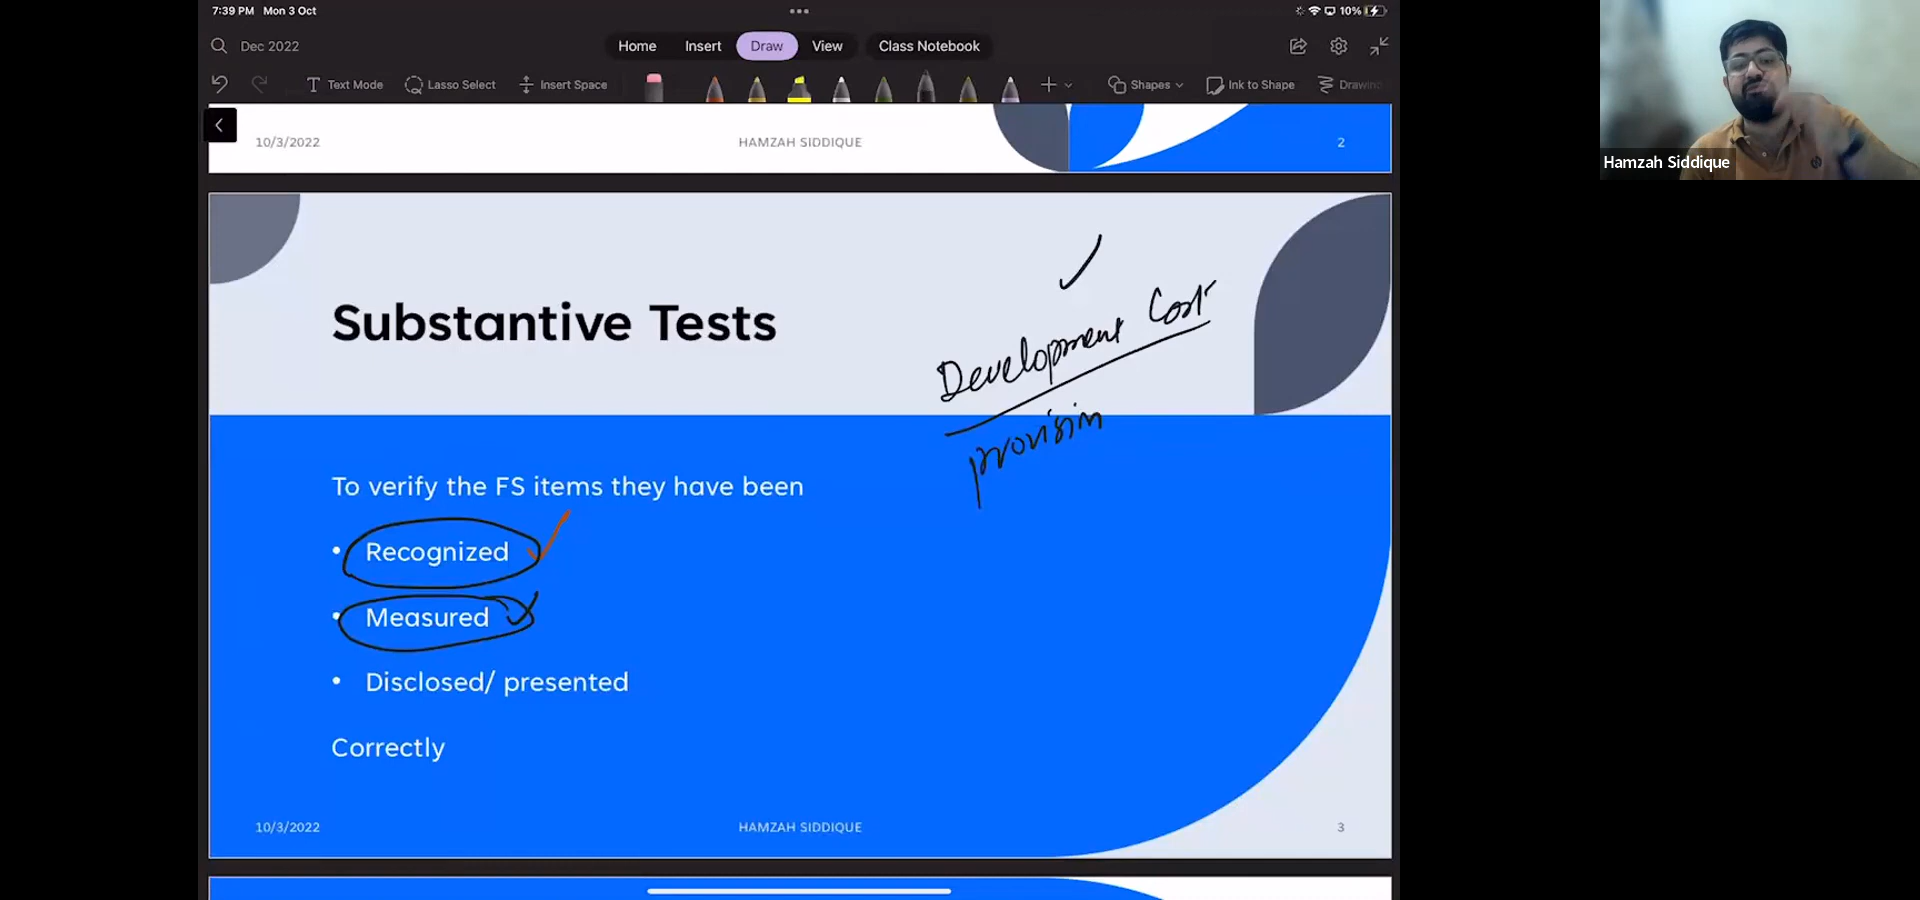 7:39 PM Mon 3 Oct
10%
Dec 2022
Home Insert Draw View Class Notebook
Text Mode Lasso Select Insert Space Shapes Ink to Shape Drawing
10/3/2022 HAMZAH SIDDIQUE 2
Hamzah Siddique
Substantive Tests
Development Cost
provision
To verify the FS items they have been
• Recognized
• Measured
• Disclosed/ presented
Correctly
10/3/2022 HAMZAH SIDDIQUE 3